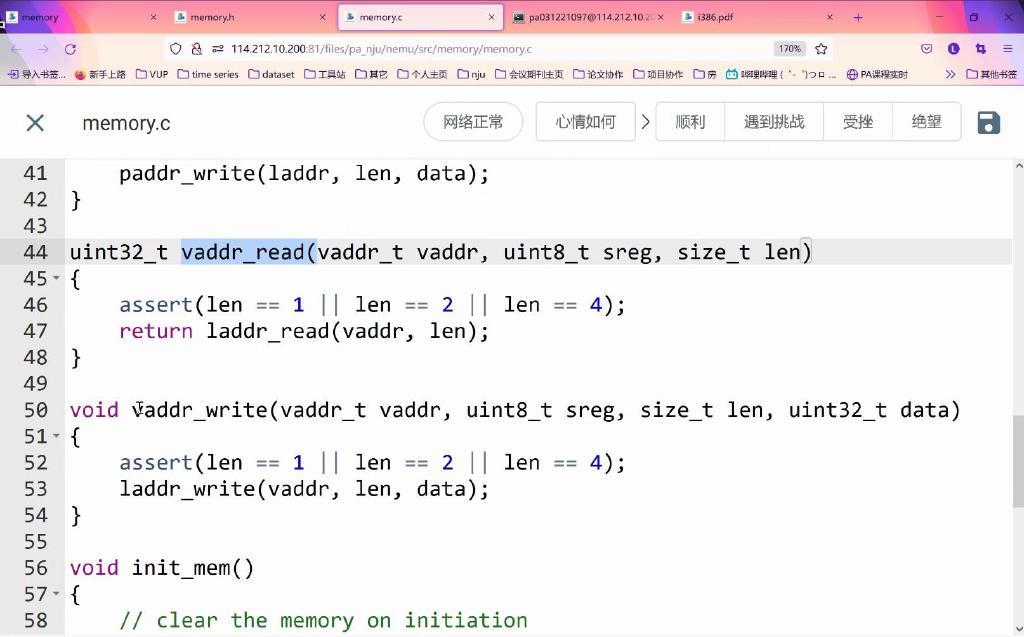 memory
memory.h
memory.c
pa031221097@114.212.10.20
i386.pdf
114.212.10.200:81/files/pa_nju/nemu/src/memory/memory.c
170%
导入书签...
新手上路
VUP
time series
dataset
工具站
其它
个人主页
nju
会议期刊主页
论文协作
项目协作
房
哔哩哔哩 ( ゜- ゜)つロ ...
PA课程实时
其他书签
memory.c
网络正常
心情如何
顺利
遇到挑战
受挫
绝望
41 paddr_write(laddr, len, data);
42 }
43
44 uint32_t vaddr_read(vaddr_t vaddr, uint8_t sreg, size_t len)
45 {
46 assert(len == 1 || len == 2 || len == 4);
47 return laddr_read(vaddr, len);
48 }
49
50 void vaddr_write(vaddr_t vaddr, uint8_t sreg, size_t len, uint32_t data)
51 {
52 assert(len == 1 || len == 2 || len == 4);
53 laddr_write(vaddr, len, data);
54 }
55
56 void init_mem()
57 {
58 // clear the memory on initiation